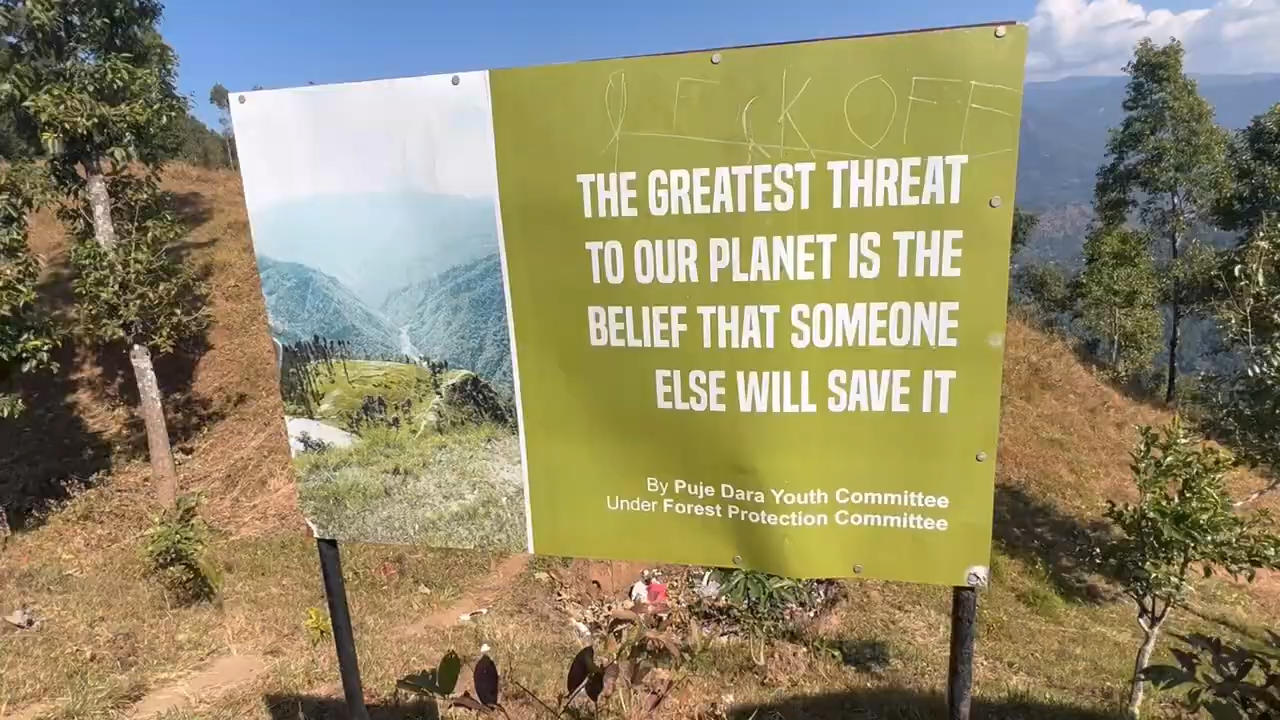 FCK OFF
THE GREATEST THREAT
TO OUR PLANET IS THE
BELIEF THAT SOMEONE
ELSE WILL SAVE IT
By Puje Dara Youth Committee
Under Forest Protection Committee